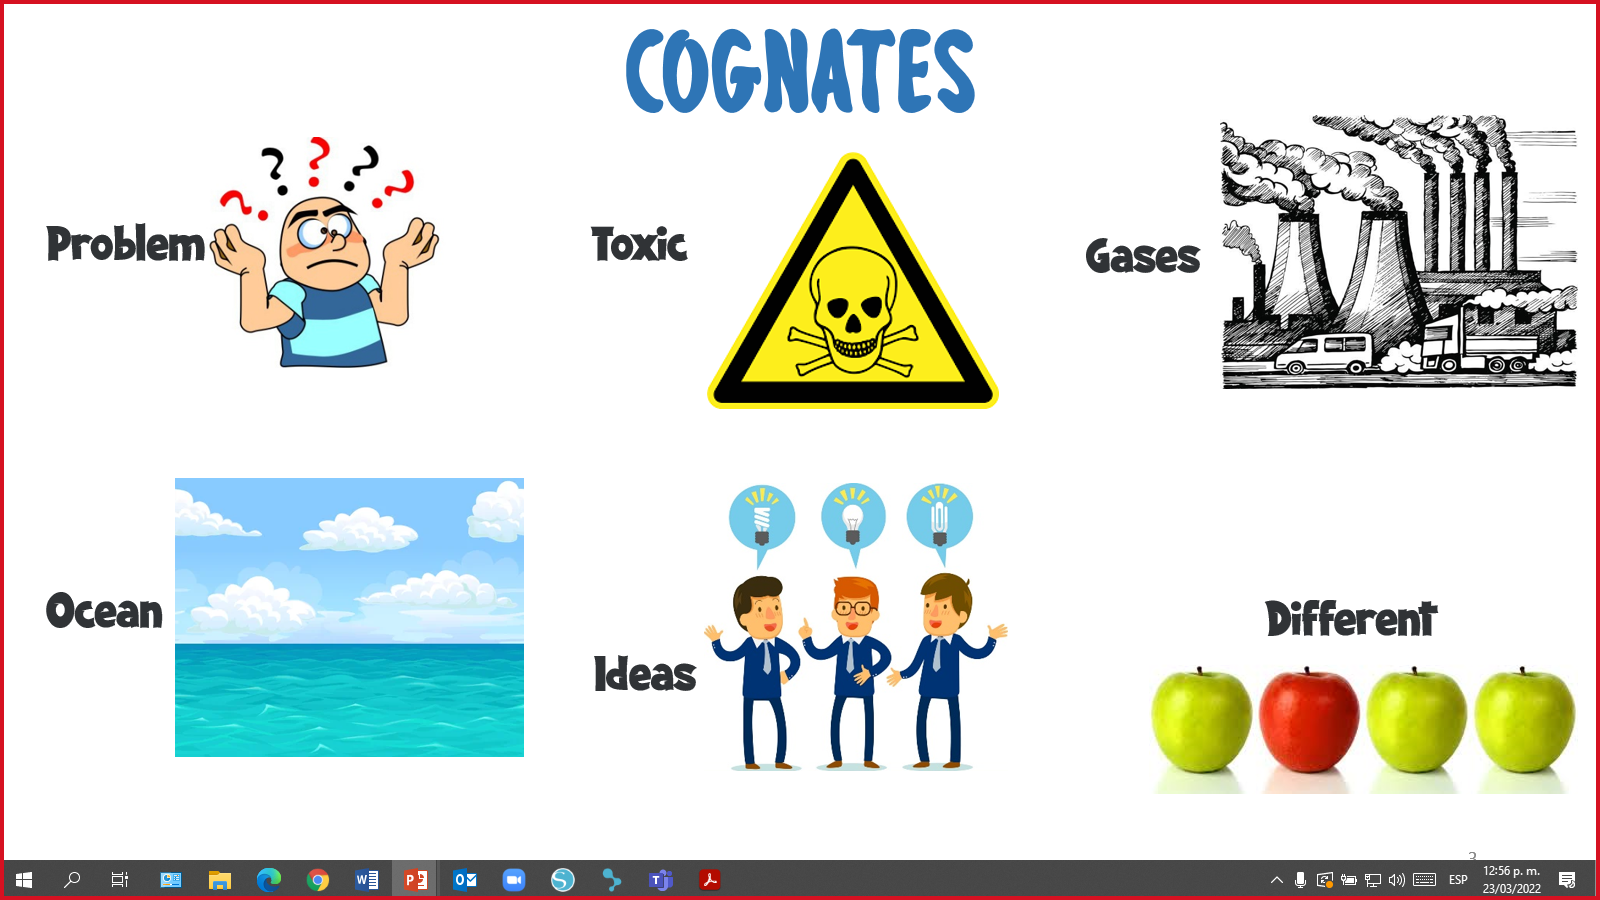 COGNATES
Problem
Toxic
Gases
Ocean
Ideas
Different
ESP
12:56 p. m.
23/03/2022